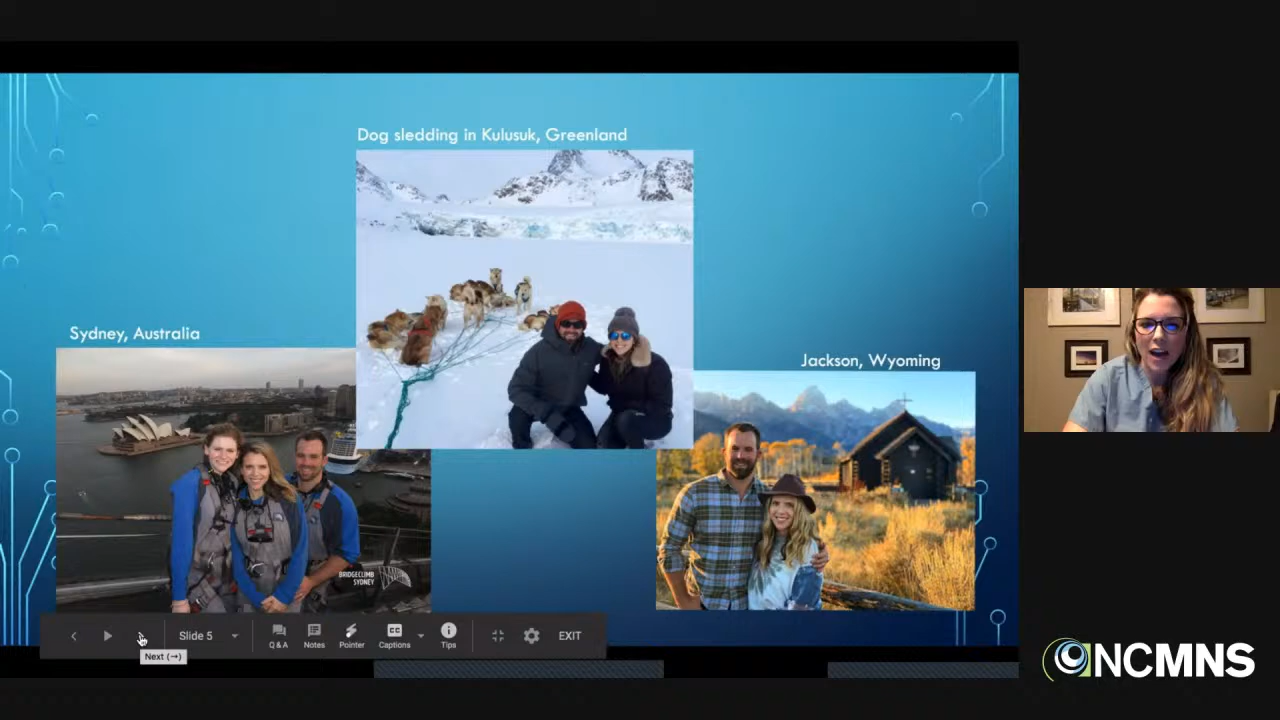 Dog sledding in Kulusuk, Greenland
Sydney, Australia
Jackson, Wyoming
BRIDGECLIMB
SYDNEY
Slide 5
Q & A
Notes
Pointer
CC
Captions
Tips
EXIT
Next (→)
NCMNS